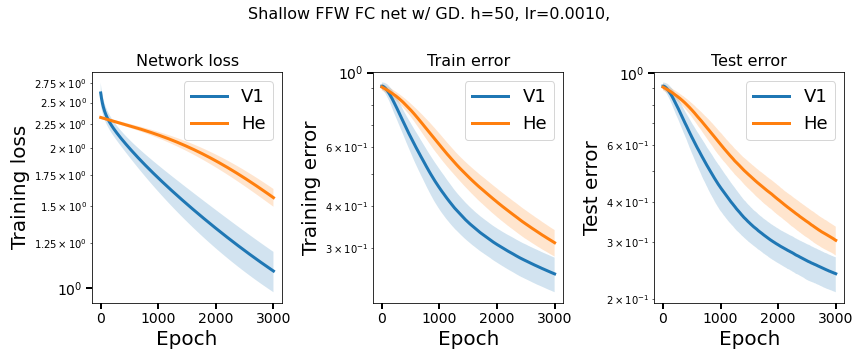 Shallow FFW FC net w/ GD. h=50, lr=0.0010,
Network loss
Training loss
2.75 × 10⁰
2.5 × 10⁰
2.25 × 10⁰
2 × 10⁰
1.75 × 10⁰
1.5 × 10⁰
1.25 × 10⁰
10⁰
V1
He
0 1000 2000 3000
Epoch
Train error
Training error
10⁰
6 × 10⁻¹
4 × 10⁻¹
3 × 10⁻¹
V1
He
0 1000 2000 3000
Epoch
Test error
Test error
10⁰
6 × 10⁻¹
4 × 10⁻¹
3 × 10⁻¹
2 × 10⁻¹
V1
He
0 1000 2000 3000
Epoch